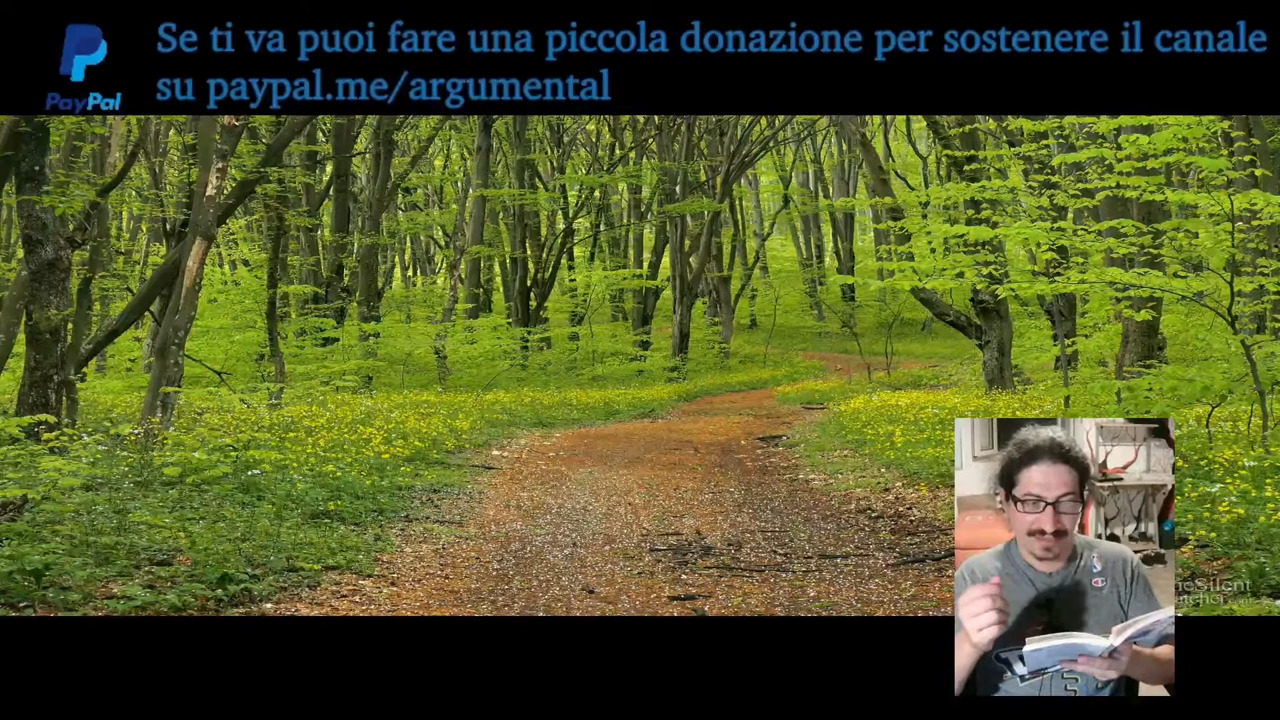 Se ti va puoi fare una piccola donazione per sostenere il canale
su paypal.me/argumental
PayPal